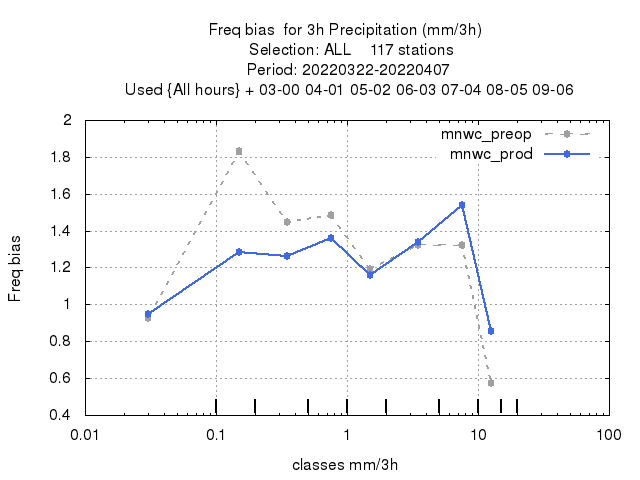 Freq bias  for 3h Precipitation (mm/3h)
Selection: ALL    117 stations
Period: 20220322-20220407
Used {All hours} + 03-00 04-01 05-02 06-03 07-04 08-05 09-06
mnwc_preop
mnwc_prod
2
1.8
1.6
1.4
1.2
1
0.8
0.6
0.4
Freq bias
0.01 0.1 1 10 100
classes mm/3h